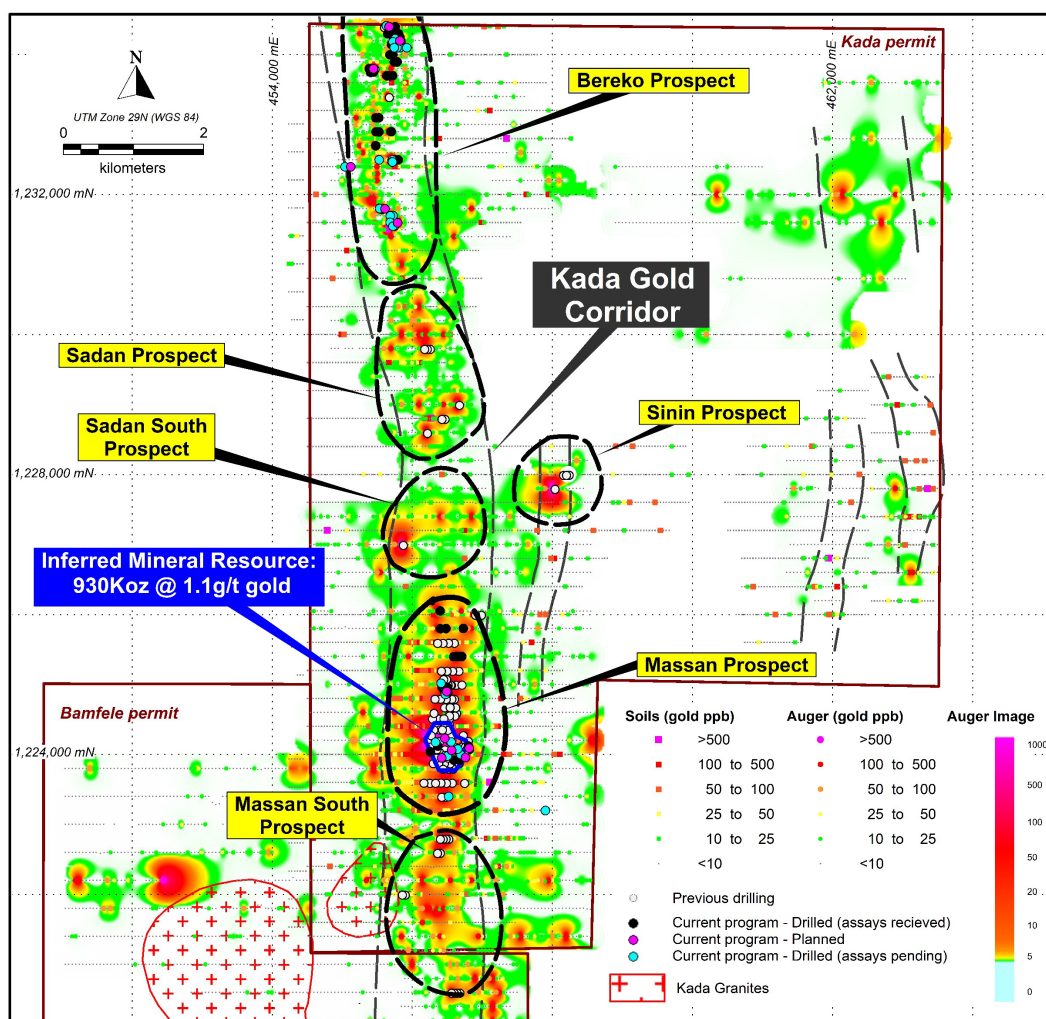 454,000 mE
462,000 mE
Kada permit
N
UTM Zone 29N (WGS 84)
0 2
kilometers
Bereko Prospect
1,232,000 mN
Kada Gold
Corridor
Sadan Prospect
Sadan South
Prospect
Sinin Prospect
1,228,000 mN
Inferred Mineral Resource:
930Koz @ 1.1g/t gold
Massan Prospect
Bamfele permit
1,224,000 mN
Massan South
Prospect
Soils (gold ppb) Auger (gold ppb) Auger Image
>500 >500
100 to 500 100 to 500
50 to 100 50 to 100
25 to 50 25 to 50
10 to 25 10 to 25
<10 <10
1000
500
100
50
20
10
5
0
Previous drilling
Current program - Drilled (assays recieved)
Current program - Planned
Current program - Drilled (assays pending)
Kada Granites